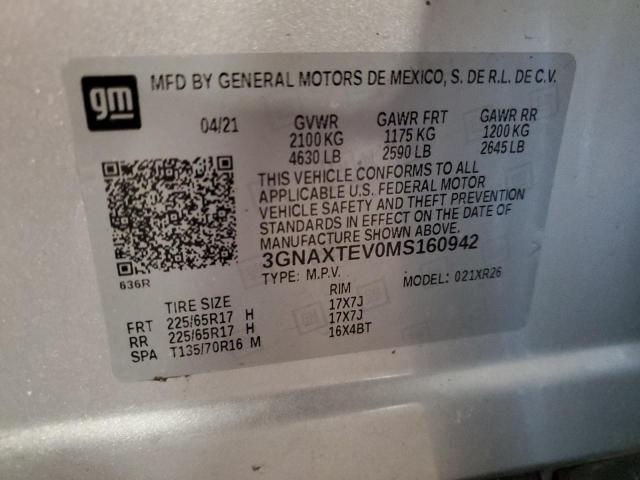 gm MFD BY GENERAL MOTORS DE MEXICO, S. DE R.L. DE C.V.
04/21 GVWR GAWR FRT GAWR RR
2100 KG 1175 KG 1200 KG
4630 LB 2590 LB 2645 LB
THIS VEHICLE CONFORMS TO ALL
APPLICABLE U.S. FEDERAL MOTOR
VEHICLE SAFETY AND THEFT PREVENTION
STANDARDS IN EFFECT ON THE DATE OF
MANUFACTURE SHOWN ABOVE.
3GNAXTEV0MS160942
636R TYPE: M.P.V. MODEL: 021XR26
TIRE SIZE RIM
FRT 225/65R17 H 17X7J
RR 225/65R17 H 17X7J
SPA T135/70R16 M 16X4BT